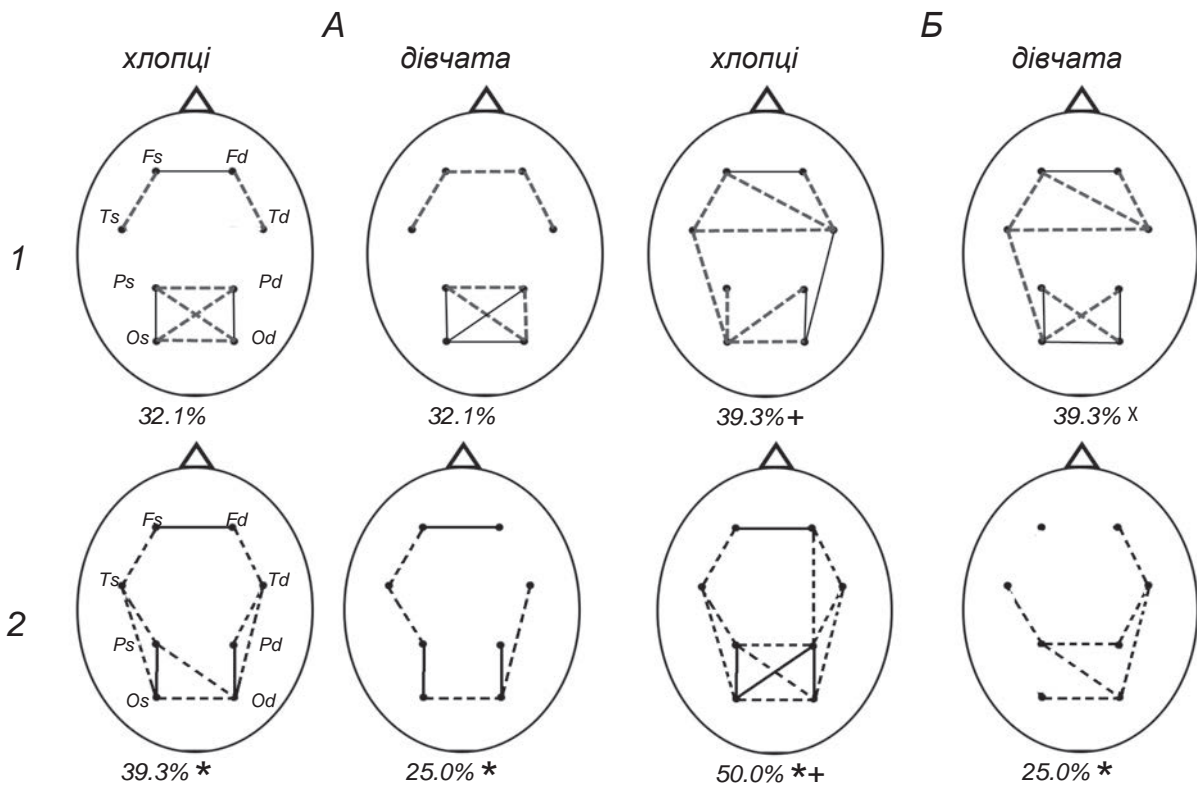 А Б
хлопці дівчата хлопці дівчата
1
Fs Fd
Ts Td
Ps Pd
Os Od
32.1% 32.1% 39.3%+ 39.3% x
2
Fs Fd
Ts Td
Ps Pd
Os Od
39.3% * 25.0% * 50.0% *+ 25.0% *